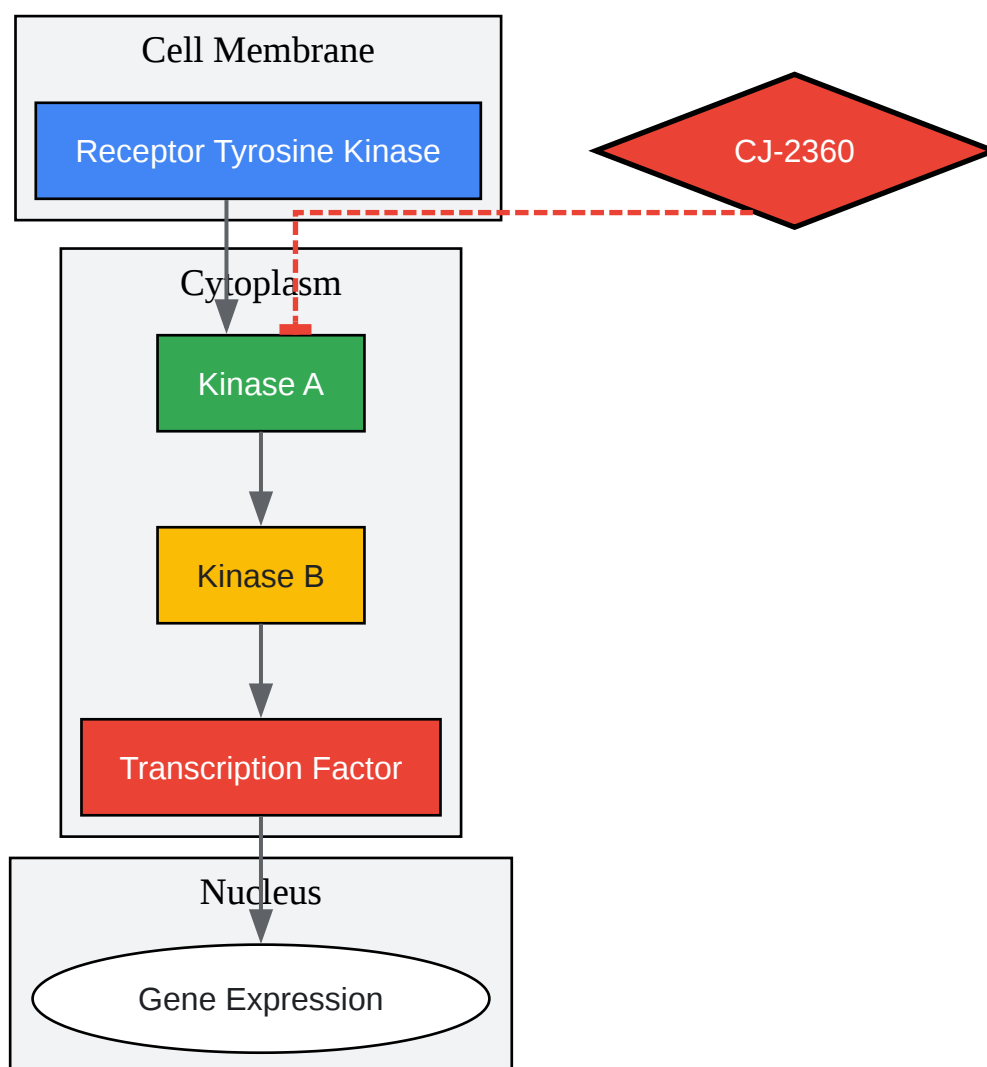 Cell Membrane
Receptor Tyrosine Kinase
CJ-2360
Cytoplasm
Kinase A
Kinase B
Transcription Factor
Nucleus
Gene Expression